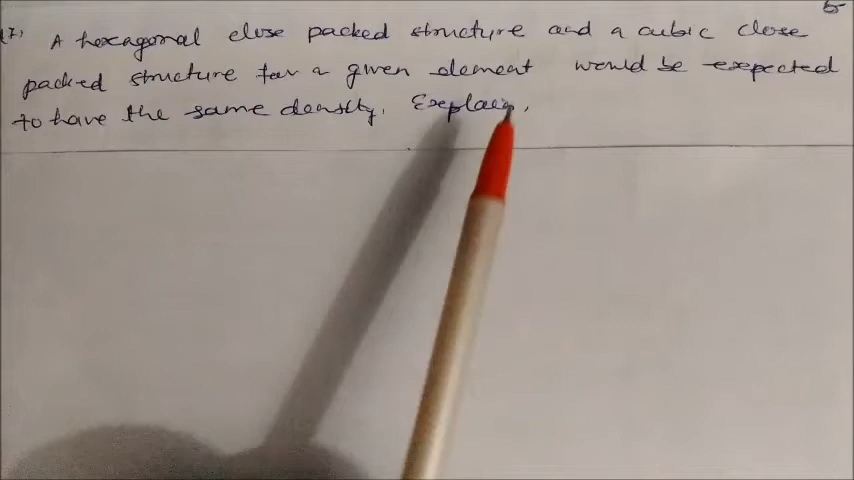 17) A hexagonal close packed structure and a cubic close
packed structure for a given element would be exepected
to have the same density. Explain.